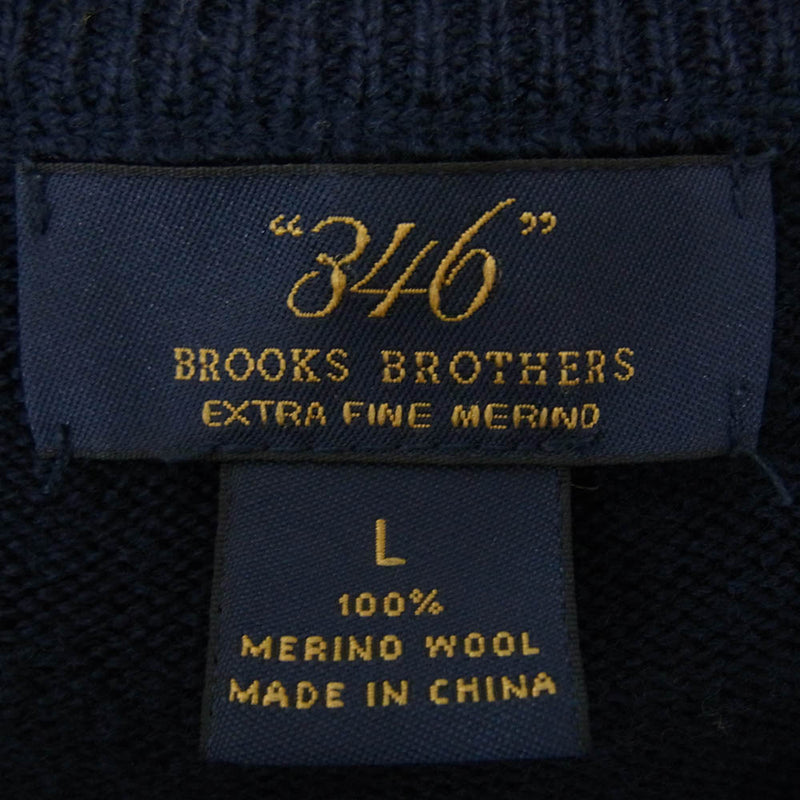 “346”
BROOKS BROTHERS
EXTRA FINE MERINO
L
100%
MERINO WOOL
MADE IN CHINA